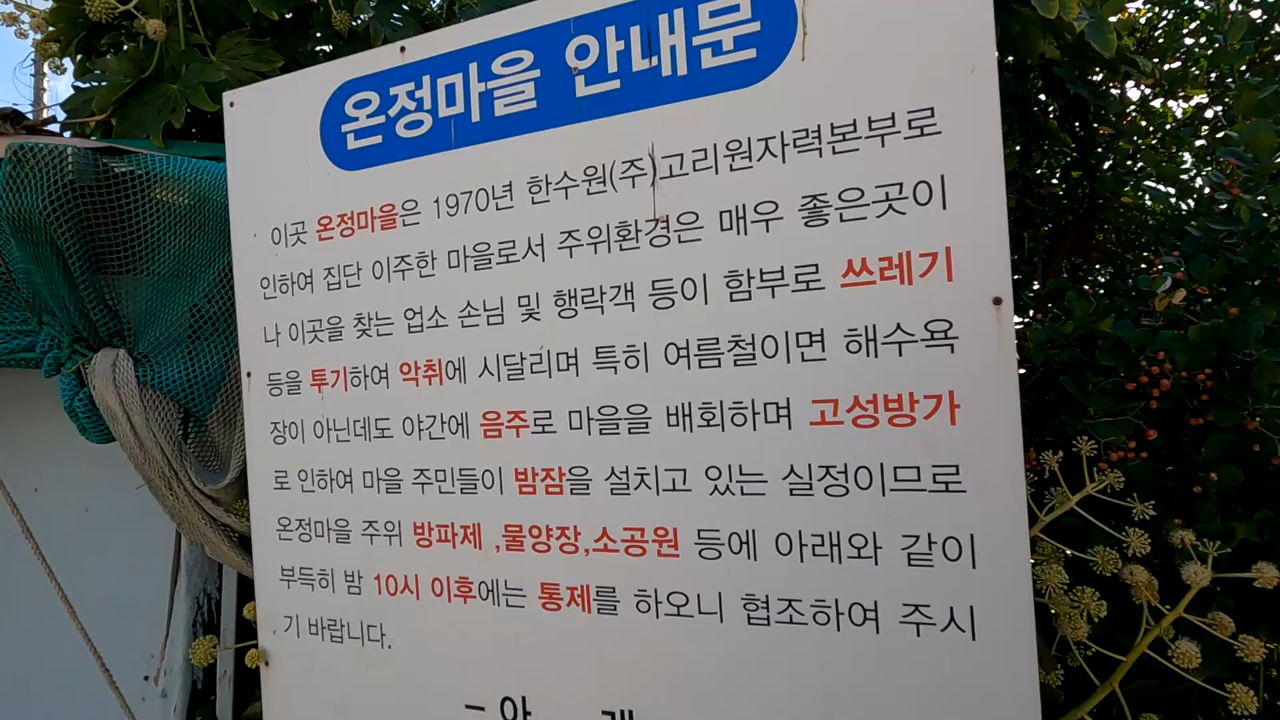 온정마을 안내문
이곳 온정마을은 1970년 한수원(주)고리원자력본부로
인하여 집단 이주한 마을로서 주위환경은 매우 좋은곳이
나 이곳을 찾는 업소 손님 및 행락객 등이 함부로 쓰레기
등을 투기하여 악취에 시달리며 특히 여름철이면 해수욕
장이 아닌데도 야간에 음주로 마을을 배회하며 고성방가
로 인하여 마을 주민들이 밤잠을 설치고 있는 실정이므로
온정마을 주위 방파제 ,물양장,소공원 등에 아래와 같이
부득히 밤 10시 이후에는 통제를 하오니 협조하여 주시
기 바랍니다.